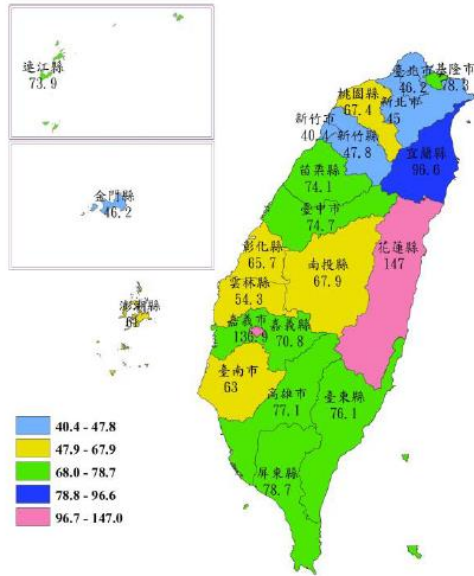 連江縣
73.9
金門縣
46.2
澎湖縣
61
臺北市
46.2
基隆市
78.3
桃園縣
67.4
新北市
45
新竹市
40.4
新竹縣
47.8
宜蘭縣
96.6
苗栗縣
74.1
臺中市
74.7
彰化縣
65.7
南投縣
67.9
花蓮縣
147
雲林縣
54.3
嘉義市
136.9
嘉義縣
70.8
臺南市
63
高雄市
77.1
臺東縣
76.1
屏東縣
78.7
40.4 - 47.8
47.9 - 67.9
68.0 - 78.7
78.8 - 96.6
96.7 - 147.0